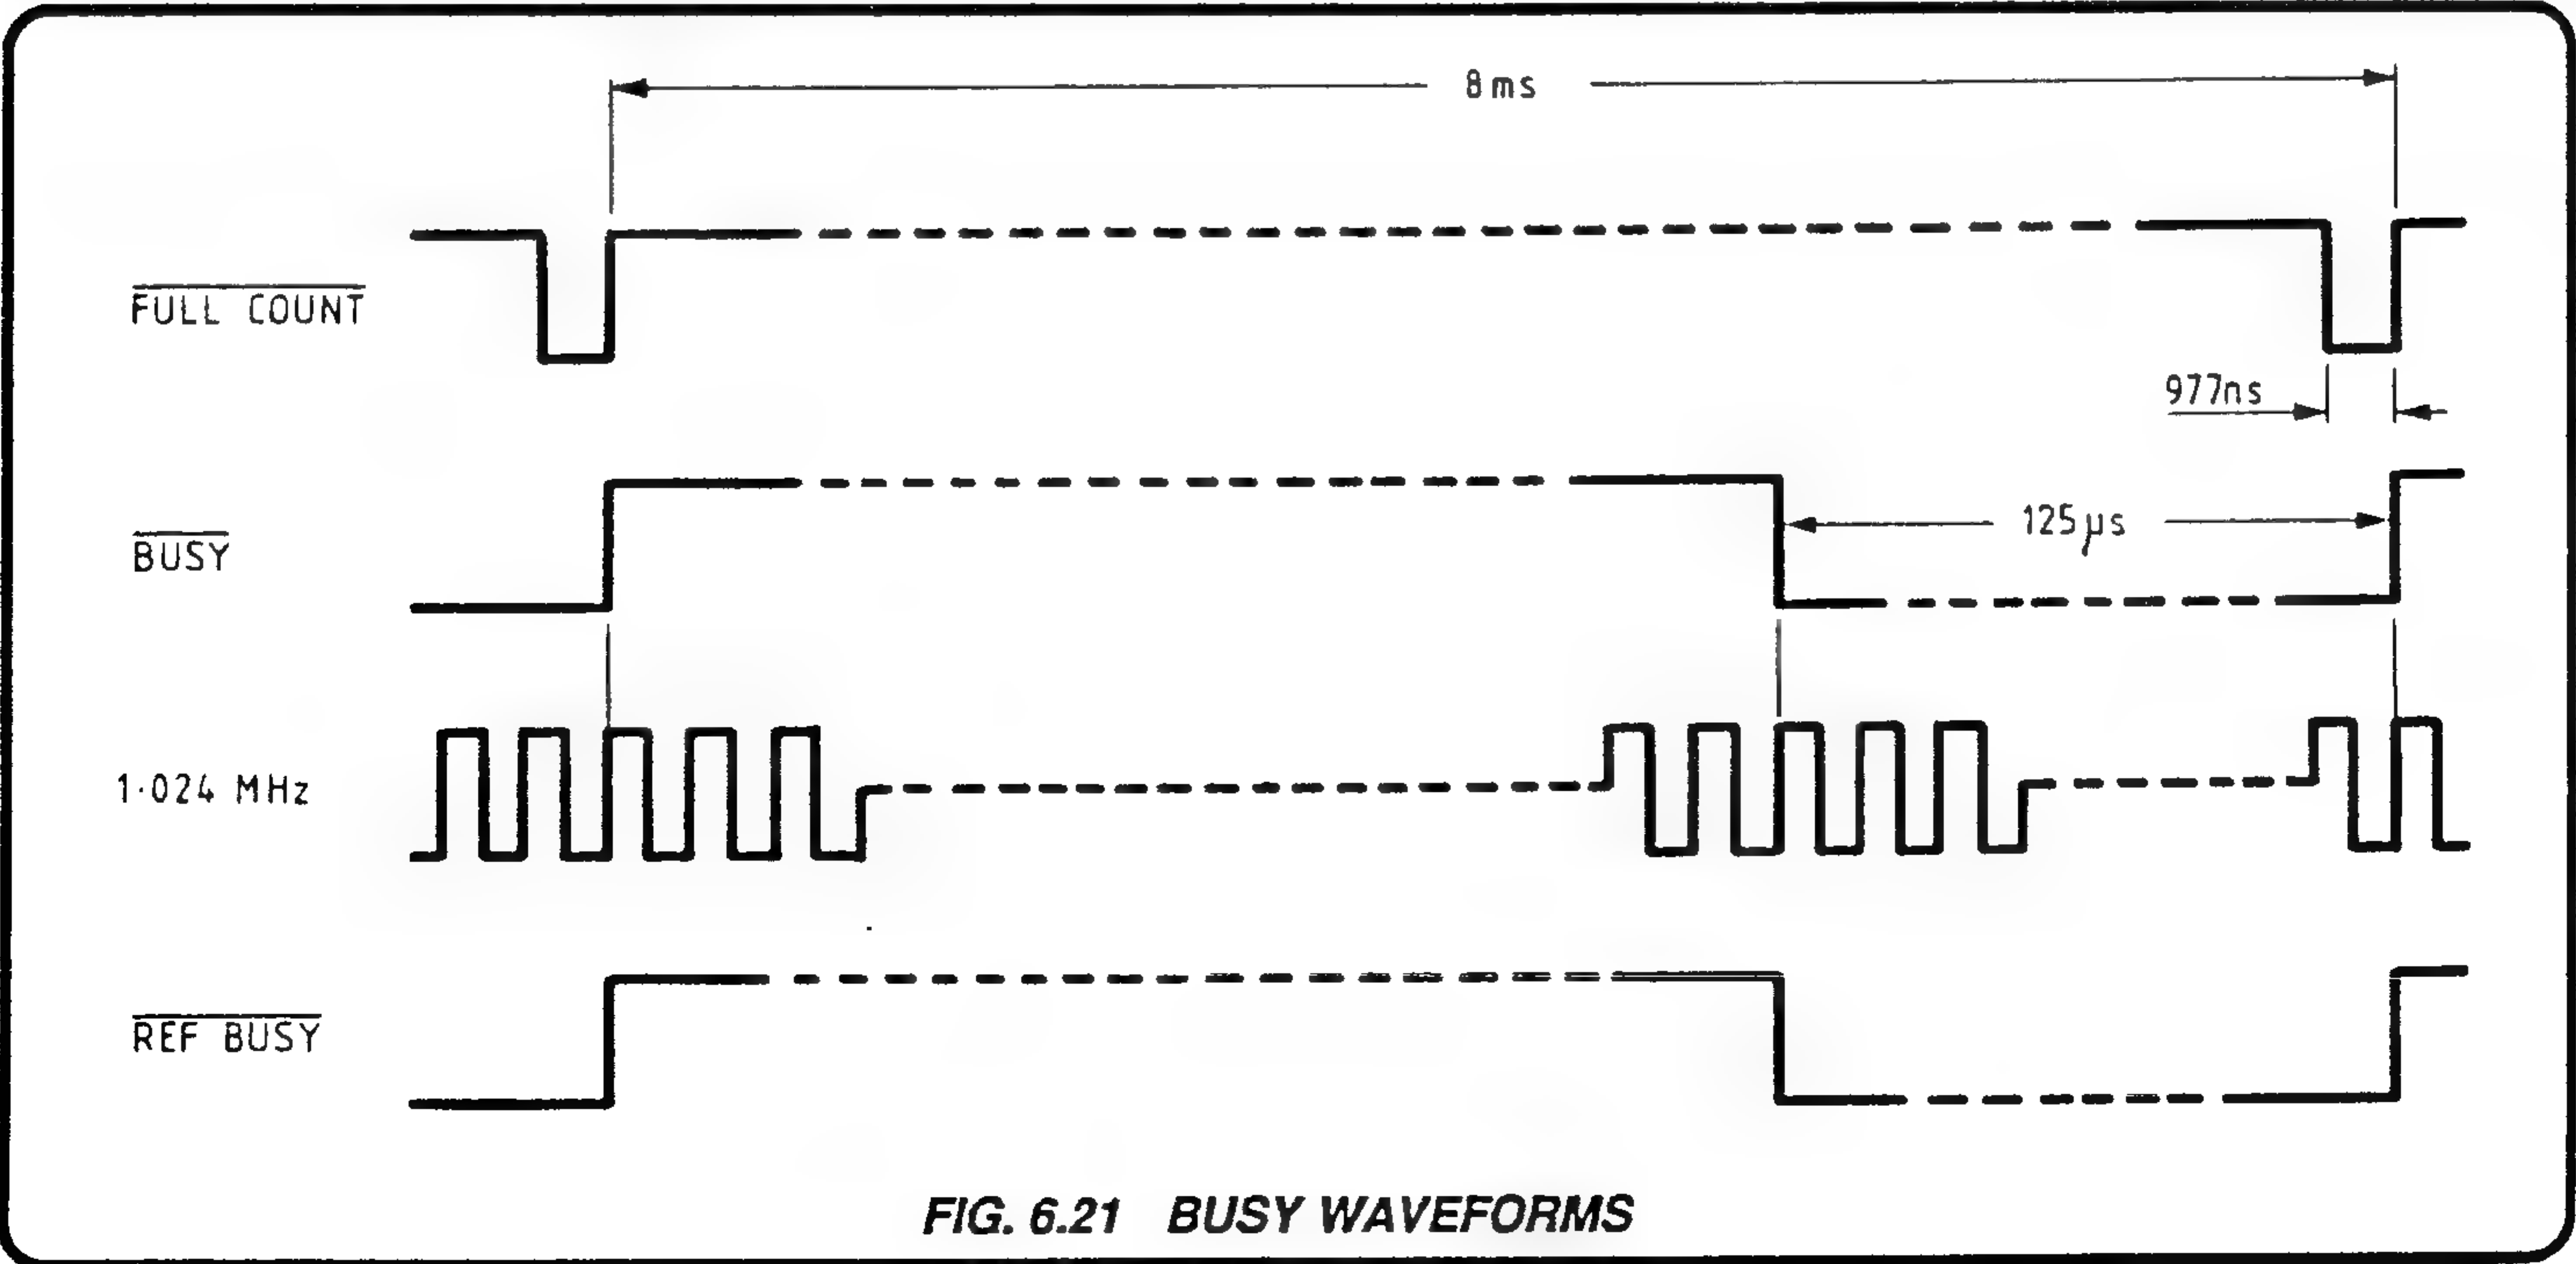 8ms
FULL COUNT
977ns
BUSY
125µs
1·024 MHz
REF BUSY
FIG. 6.21 BUSY WAVEFORMS